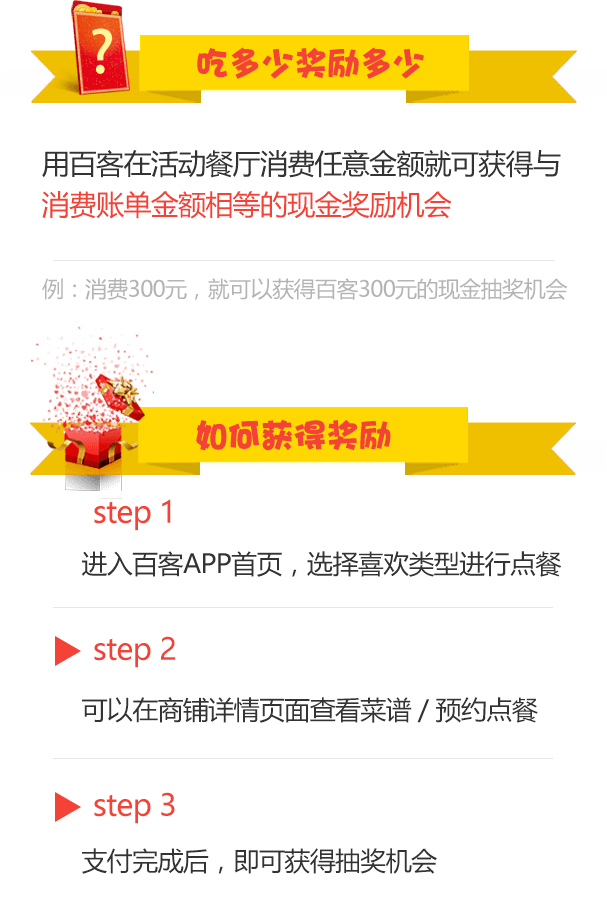 ?
吃多少奖励多少
用百客在活动餐厅消费任意金额就可获得与
消费账单金额相等的现金奖励机会
例：消费300元，就可以获得百客300元的现金抽奖机会
如何获得奖励
step 1
进入百客APP首页，选择喜欢类型进行点餐
step 2
可以在商铺详情页面查看菜谱 / 预约点餐
step 3
支付完成后，即可获得抽奖机会